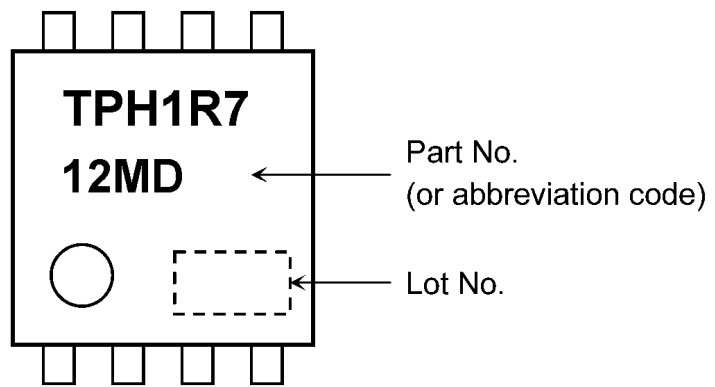 TPH1R7
12MD
Part No.
(or abbreviation code)
Lot No.